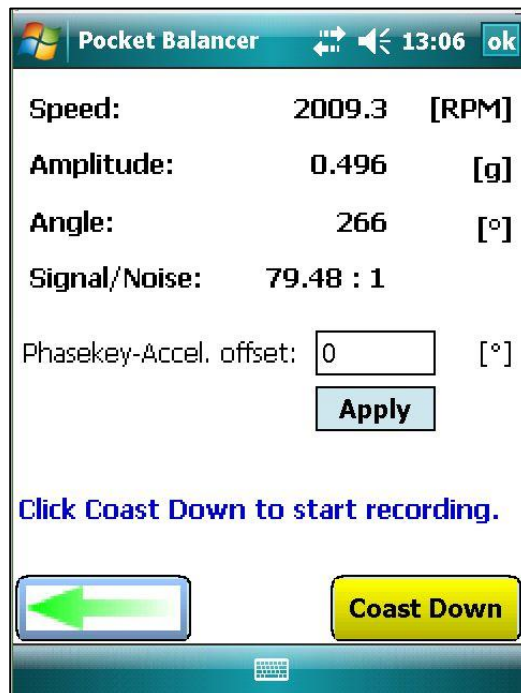 Pocket Balancer 13:06 ok
Speed: 2009.3 [RPM]
Amplitude: 0.496 [g]
Angle: 266 [°]
Signal/Noise: 79.48 : 1
Phasekey-Accel. offset: 0 [°]
Apply
Click Coast Down to start recording.
Coast Down